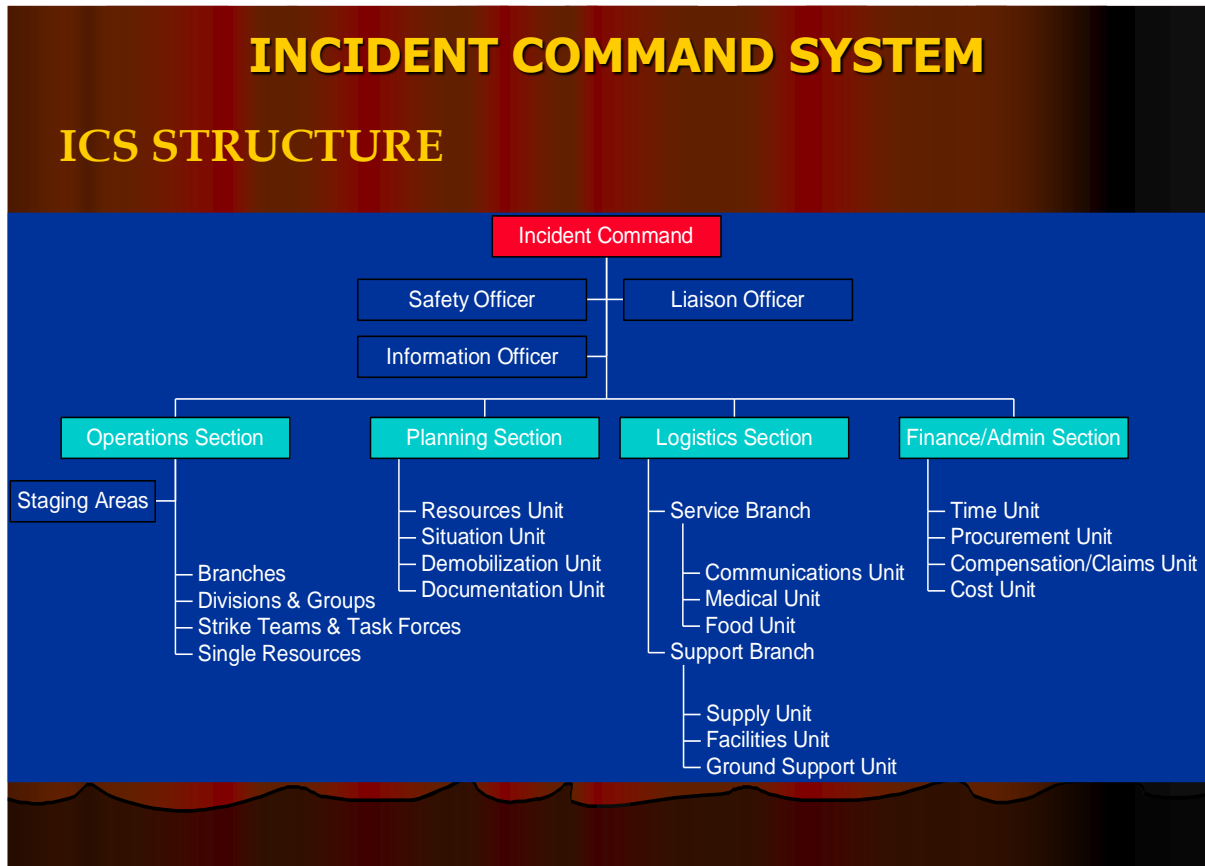 INCIDENT COMMAND SYSTEM
ICS STRUCTURE
Incident Command
Safety Officer
Liaison Officer
Information Officer
Operations Section
Staging Areas
Branches
Divisions & Groups
Strike Teams & Task Forces
Single Resources
Planning Section
Resources Unit
Situation Unit
Demobilization Unit
Documentation Unit
Logistics Section
Service Branch
Communications Unit
Medical Unit
Food Unit
Support Branch
Supply Unit
Facilities Unit
Ground Support Unit
Finance/Admin Section
Time Unit
Procurement Unit
Compensation/Claims Unit
Cost Unit